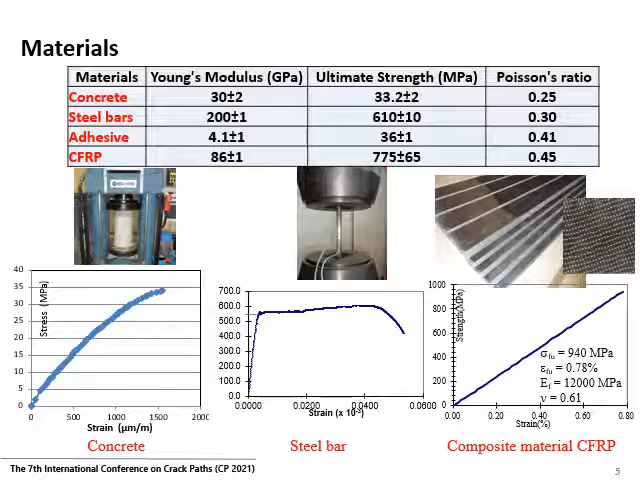 Materials
Materials Young's Modulus (GPa) Ultimate Strength (MPa) Poisson's ratio
Concrete 30±2 33.2±2 0.25
Steel bars 200±1 610±10 0.30
Adhesive 4.1±1 36±1 0.41
CFRP 86±1 775±65 0.45
40
35
30
25
20
15
10
5
0
Stress (MPa)
0 500 1000 1500 200C
Strain (µm/m)
Concrete
700.0
600.0
500.0
400.0
300.0
200.0
100.0
0.0
0.0000 0.0200 0.0400 0.0600
Strain (x 10⁻³)
Steel bar
1000
800
600
400
200
0
Strength(MPa)
σfu = 940 MPa
εfu = 0.78%
Ef = 12000 MPa
ν = 0.61
0.00 0.20 0.40 0.60 0.80
Strain(%)
Composite material CFRP
The 7th International Conference on Crack Paths (CP 2021)
5